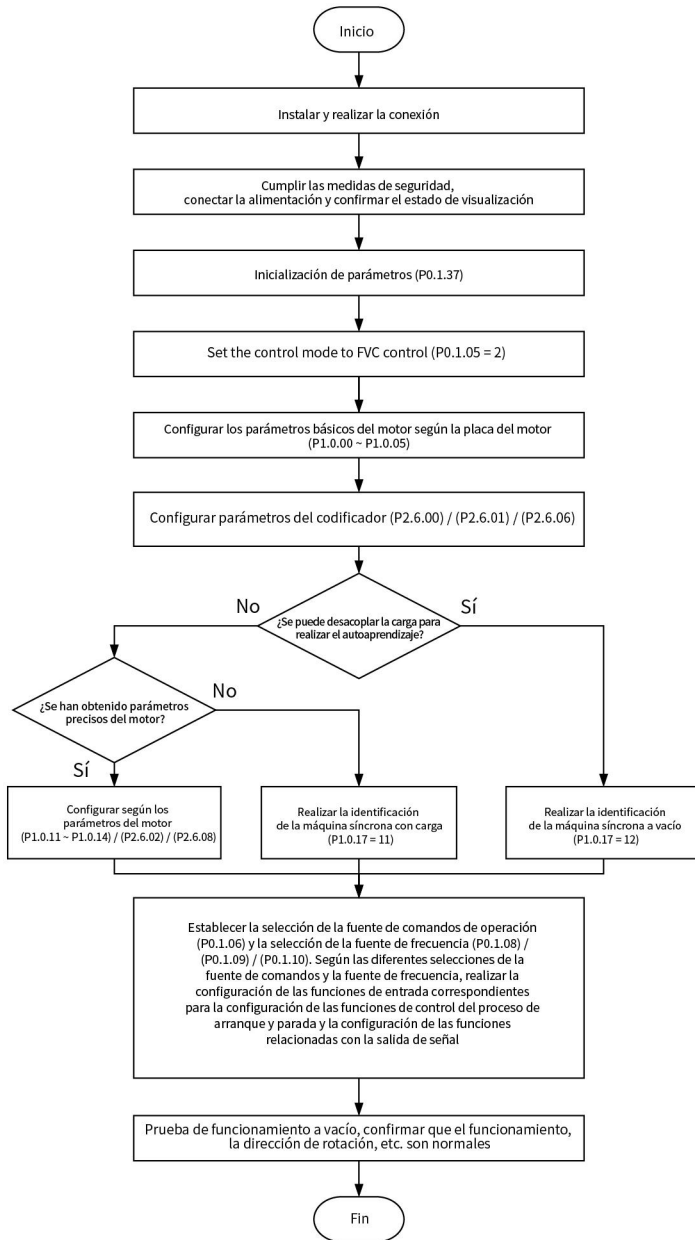 Inicio
Instalar y realizar la conexión
Cumplir las medidas de seguridad,
conectar la alimentación y confirmar el estado de visualización
Inicialización de parámetros (P0.1.37)
Set the control mode to FVC control (P0.1.05 = 2)
Configurar los parámetros básicos del motor según la placa del motor
(P1.0.00 ~ P1.0.05)
Configurar parámetros del codificador (P2.6.00) / (P2.6.01) / (P2.6.06)
¿Se puede desacoplar la carga para
realizar el autoaprendizaje?
No
Sí
¿Se han obtenido parámetros
precisos del motor?
No
Sí
Configurar según los
parámetros del motor
(P1.0.11 ~ P1.0.14) / (P2.6.02) / (P2.6.08)
Realizar la identificación
de la máquina síncrona con carga
(P1.0.17 = 11)
Realizar la identificación
de la máquina síncrona a vacío
(P1.0.17 = 12)
Establecer la selección de la fuente de comandos de operación
(P0.1.06) y la selección de la fuente de frecuencia (P0.1.08) /
(P0.1.09) / (P0.1.10). Según las diferentes selecciones de la
fuente de comandos y la fuente de frecuencia, realizar la
configuración de las funciones de entrada correspondientes
para la configuración de las funciones de control del proceso de
arranque y parada y la configuración de las funciones
relacionadas con la salida de señal
Prueba de funcionamiento a vacío, confirmar que el funcionamiento,
la dirección de rotación, etc. son normales
Fin